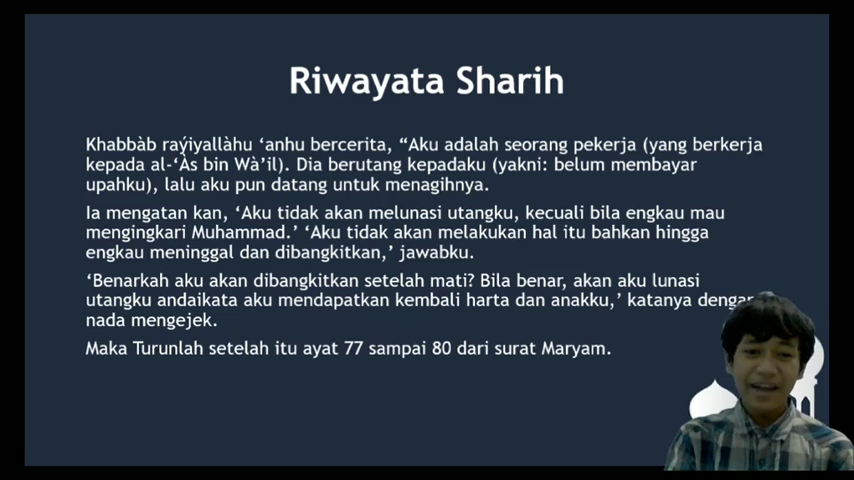 Riwayata Sharih
Khabbàb raýiyallàhu ‘anhu bercerita, “Aku adalah seorang pekerja (yang berkerja
kepada al-‘Às bin Wà’il). Dia berutang kepadaku (yakni: belum membayar
upahku), lalu aku pun datang untuk menagihnya.
Ia mengatan kan, ‘Aku tidak akan melunasi utangku, kecuali bila engkau mau
mengingkari Muhammad.’ ‘Aku tidak akan melakukan hal itu bahkan hingga
engkau meninggal dan dibangkitkan,’ jawabku.
‘Benarkah aku akan dibangkitkan setelah mati? Bila benar, akan aku lunasi
utangku andaikata aku mendapatkan kembali harta dan anakku,’ katanya dengan
nada mengejek.
Maka Turunlah setelah itu ayat 77 sampai 80 dari surat Maryam.